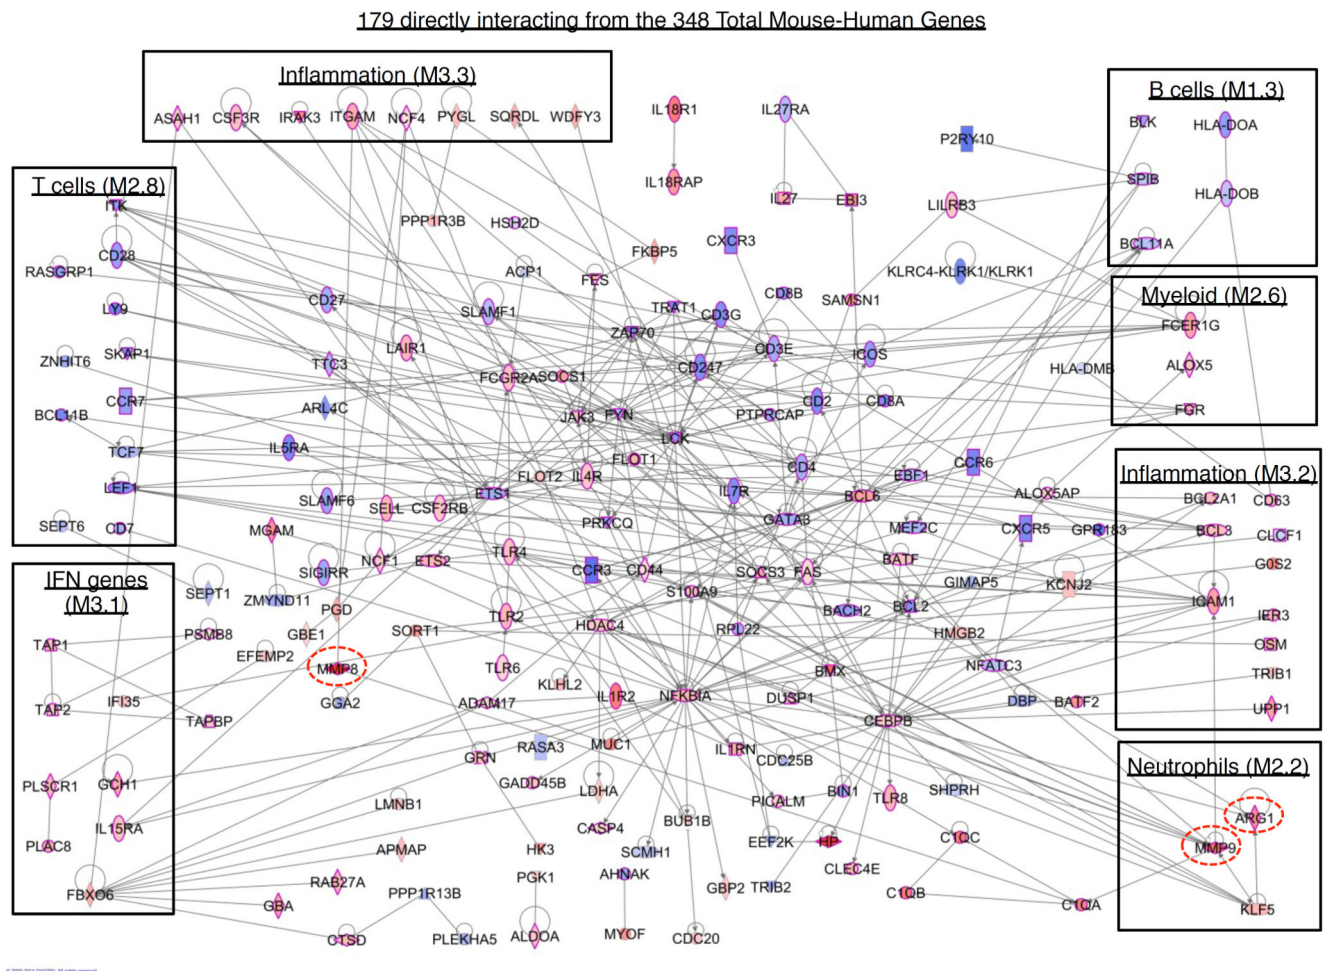 179 directly interacting from the 348 Total Mouse-Human Genes
Inflammation (M3.3)
ASAH1 CSF3R IRAK3 ITGAM NCF4 PYGL SQRDL WDFY3
B cells (M1.3)
BLK HLA-DOA
SPIB HLA-DOB
BCL11A
T cells (M2.8)
ITK
CD28
RASGRP1
LY9
ZNHIT6 SKAP1
CCR7
BCL11B
TCF7
LEF1
SEPT6 CD7
Myeloid (M2.6)
FCER1G
ALOX5
FGR
Inflammation (M3.2)
BCL2A1 CD63
BCL3 CLCF1
G0S2
ICAM1
IER3
OSM
TRIB1
UPP1
IFN genes
(M3.1)
TAP1 PSMB8
TAP2 IFI35
TAPBP
PLSCR1 GCH1
IL15RA
PLAC8
FBXO6
Neutrophils (M2.2)
ARG1
MMP9
KLF5
IL18R1 IL27RA
P2RY10
IL18RAP IL27 EBI3 LILRB3
PPP1R3B HSH2D
FKBP5 CXCR3
ACP1 FES KLRC4-KLRK1/KLRK1
CD27 SLAMF1 TRAT1 CD3G CD8B SAMSN1
ZAP70
TTC3 LAIR1 CD3E ICOS
FCGR2A SOCS1 CD247 HLA-DMB
ARL4C CD2 CD8A
JAK3 FYN PTPRCAP
IL5RA LCK
FLOT2 IL4R FLOT1 CD4 EBF1 CCR6
SLAMF6 ETS1 IL7R BCL6 ALOX5AP
SELL CSF2RB PRKCQ GATA3 MEF2C CXCR5 GPR183
MGAM
SIGIRR NCF1 ETS2 TLR4 CCR3 CD44 SOCS3 FAS BATF GIMAP5 KCNJ2
SEPT1 ZMYND11 PGD S100A9 BACH2 BCL2
GBE1 SORT1 TLR2 HDAC4 RPL22 HMGB2
EFEMP2 MMP8 TLR6 BMX NFATC3
GGA2 ADAM17 KLHL2 IL1R2 NFKBIA DUSP1 CEBPB DBP BATF2
GRN RASA3 MUC1 IL1RN CDC25B
GADD45B LDHA PICALM BIN1 TLR8 SHPRH
LMNB1 CASP4 BUB1B
APMAP HK3 SCMH1 EEF2K HP C1QC
RAB27A PPP1R13B PGK1 AHNAK GBP2 TRIB2 CLEC4E C1QB C1QA
GBA
CTSD PLEKHA5 ALDOA MYOF CDC20